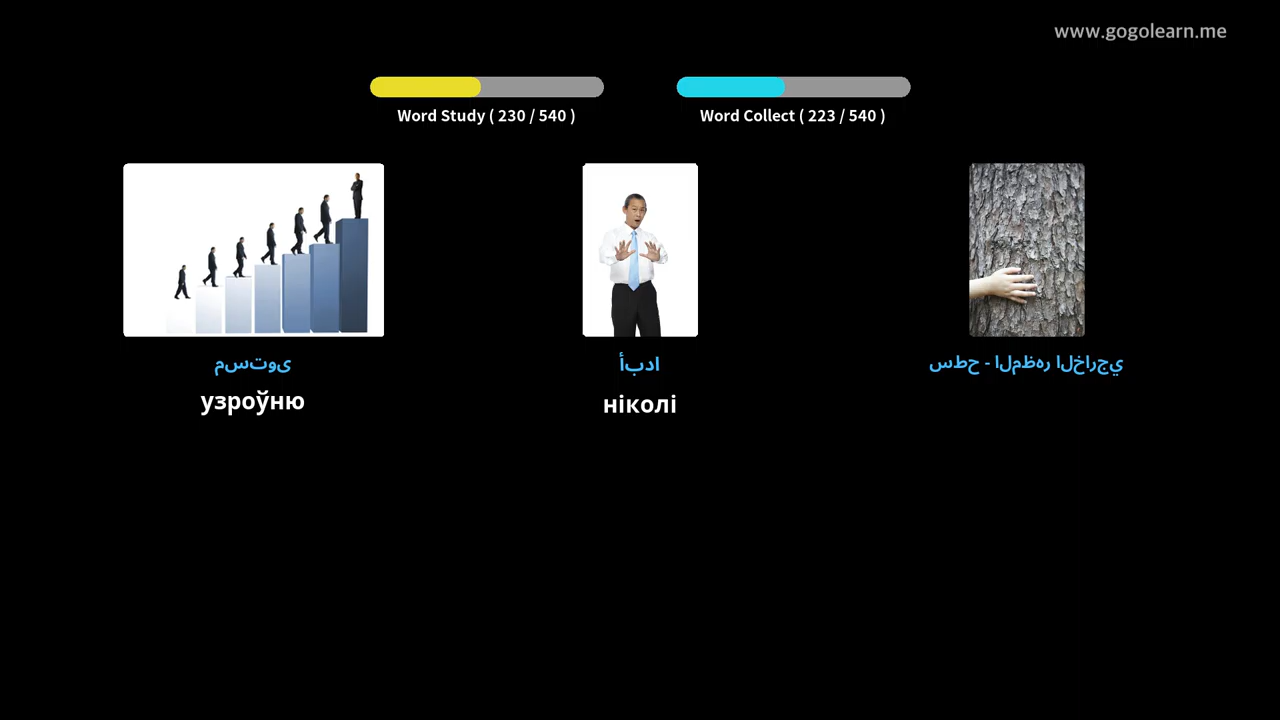 www.gogolearn.me
Word Study ( 230 / 540 )
Word Collect ( 223 / 540 )
مستوى
узроўню
أبدا
ніколі
سطح - المظهر الخارجي